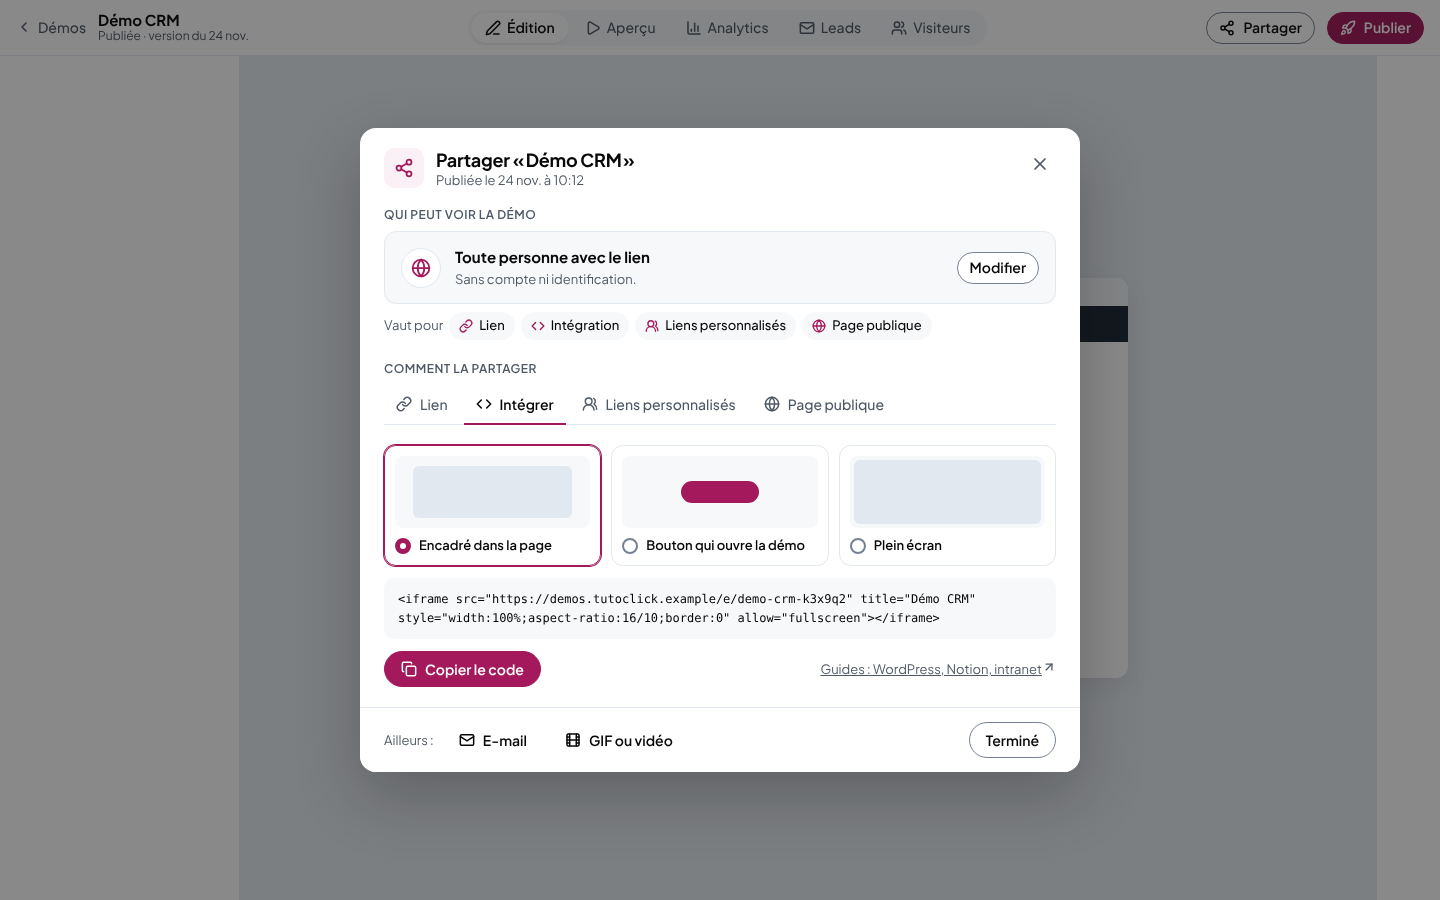 Démos
Démo CRM
Publiée · version du 24 nov.
Édition
Aperçu
Analytics
Leads
Visiteurs
Partager
Publier
Partager « Démo CRM »
Publiée le 24 nov. à 10:12
QUI PEUT VOIR LA DÉMO
Toute personne avec le lien
Sans compte ni identification.
Modifier
Vaut pour
Lien
Intégration
Liens personnalisés
Page publique
COMMENT LA PARTAGER
Lien
Intégrer
Liens personnalisés
Page publique
Encadré dans la page
Bouton qui ouvre la démo
Plein écran
<iframe src="https://demos.tutoclick.example/e/demo-crm-k3x9q2" title="Démo CRM"
style="width:100%;aspect-ratio:16/10;border:0" allow="fullscreen"></iframe>
Copier le code
Guides : WordPress, Notion, intranet
Ailleurs :
E-mail
GIF ou vidéo
Terminé